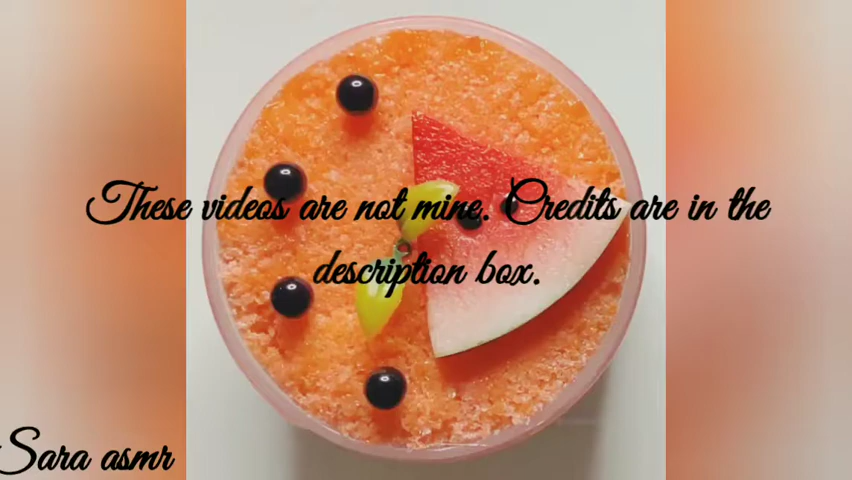 These videos are not mine. Credits are in the
description box.
Sara asmr